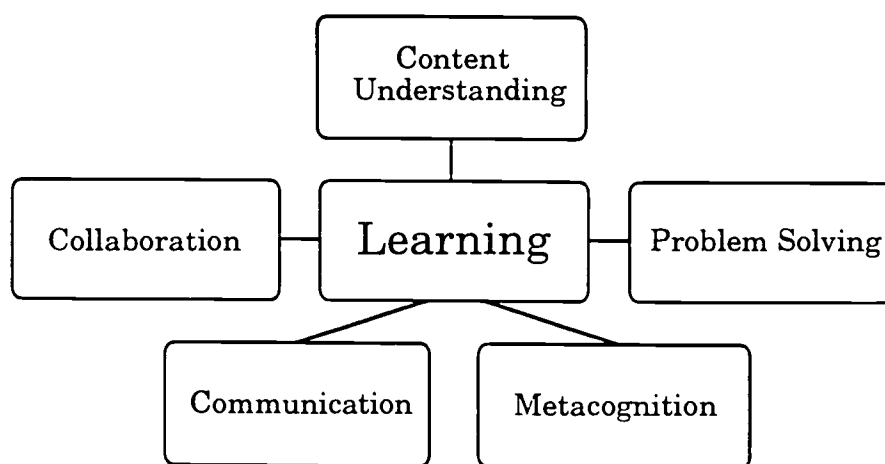 Content
Understanding
Collaboration
Learning
Problem Solving
Communication
Metacognition